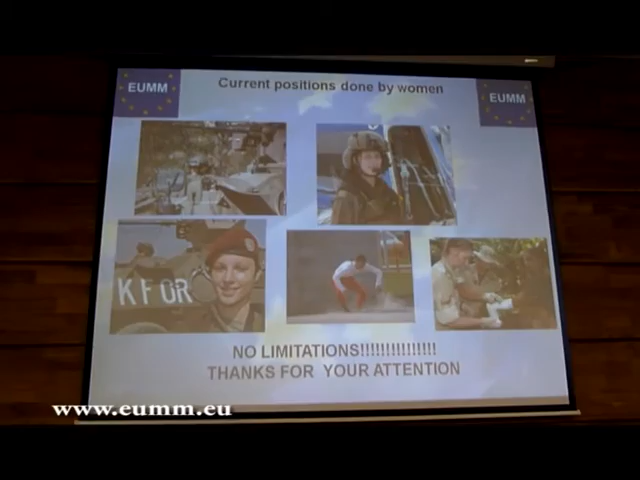 EUMM
Current positions done by women
EUMM
KFOR
NO LIMITATIONS!!!!!!!!!!!!!!!
THANKS FOR YOUR ATTENTION
www.eumm.eu